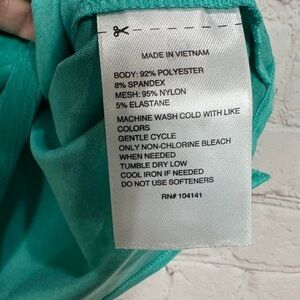 MADE IN VIETNAM
BODY: 92% POLYESTER
8% SPANDEX
MESH: 95% NYLON
5% ELASTANE
MACHINE WASH COLD WITH LIKE
COLORS
GENTLE CYCLE
ONLY NON-CHLORINE BLEACH
WHEN NEEDED
TUMBLE DRY LOW
COOL IRON IF NEEDED
DO NOT USE SOFTENERS
RN# 104141